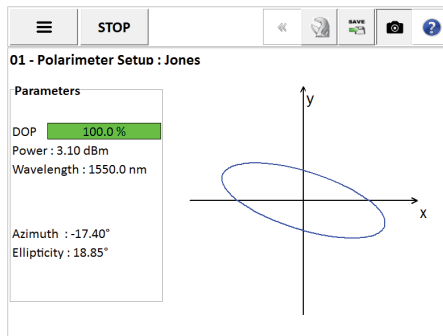 STOP
SAVE
01 - Polarimeter Setup : Jones
Parameters
DOP 100.0 %
Power : 3.10 dBm
Wavelength : 1550.0 nm
Azimuth : -17.40°
Ellipticity : 18.85°
y
x